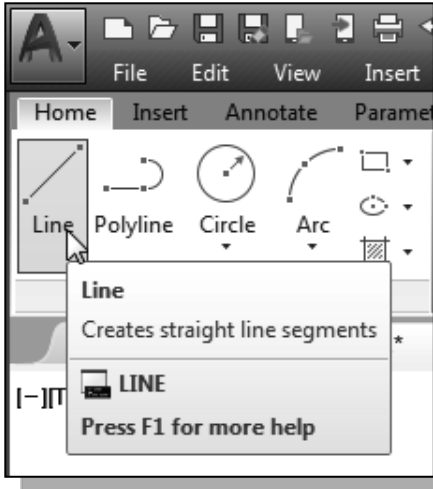 File Edit View Insert
Home Insert Annotate Paramet
Line Polyline Circle Arc
Line
Creates straight line segments
*
[−][T
LINE
Press F1 for more help